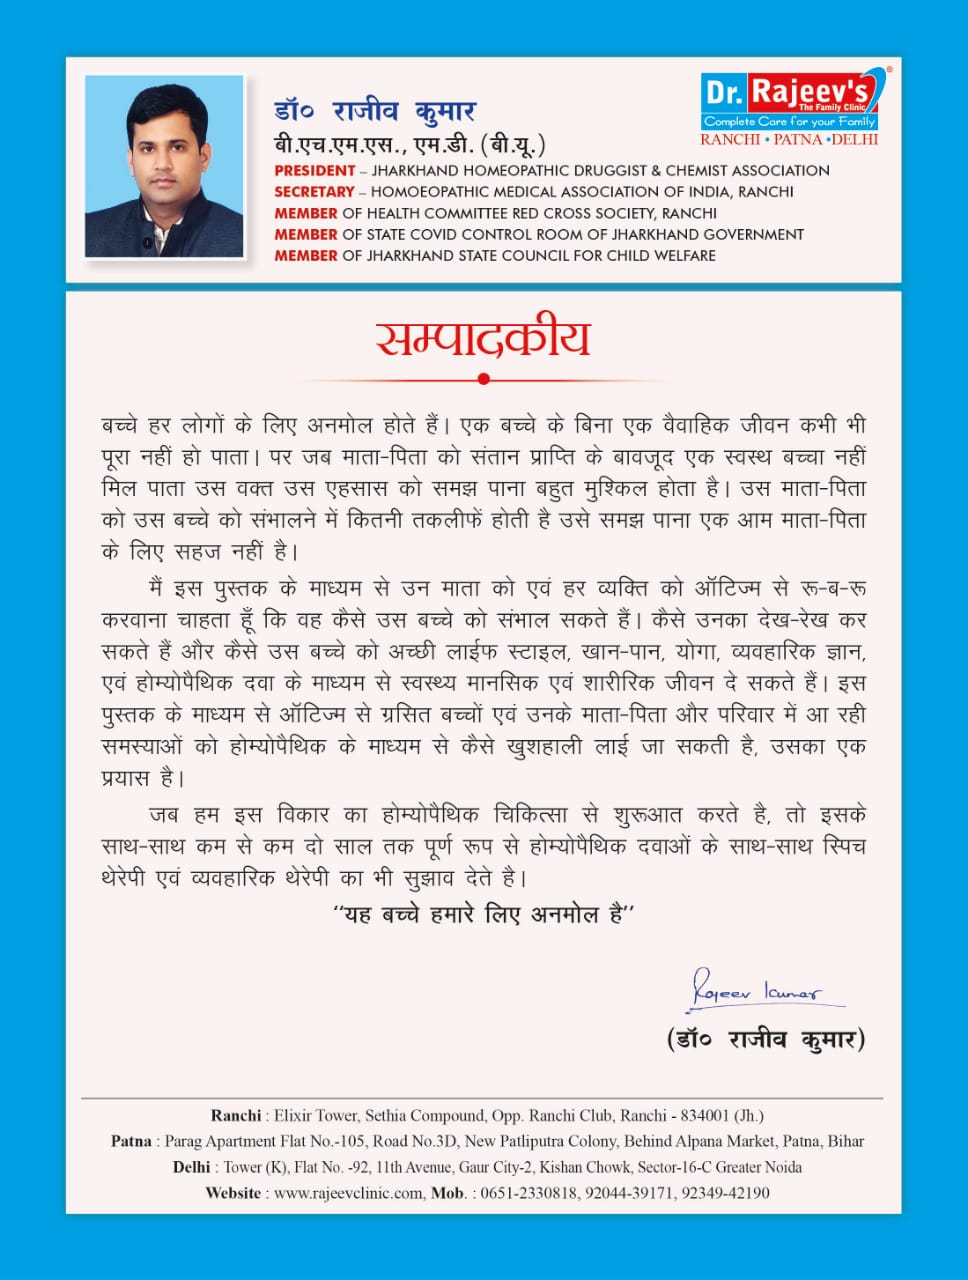 Dr. Rajeev's
The Family Clinic
Complete Care for your Family
RANCHI • PATNA • DELHI
डॉ० राजीव कुमार
बी.एच.एम.एस., एम.डी. (बी.यू.)
PRESIDENT – JHARKHAND HOMEOPATHIC DRUGGIST & CHEMIST ASSOCIATION
SECRETARY – HOMOEOPATHIC MEDICAL ASSOCIATION OF INDIA, RANCHI
MEMBER OF HEALTH COMMITTEE RED CROSS SOCIETY, RANCHI
MEMBER OF STATE COVID CONTROL ROOM OF JHARKHAND GOVERNMENT
MEMBER OF JHARKHAND STATE COUNCIL FOR CHILD WELFARE
सम्पादकीय
बच्चे हर लोगों के लिए अनमोल होते हैं। एक बच्चे के बिना एक वैवाहिक जीवन कभी भी
पूरा नहीं हो पाता। पर जब माता-पिता को संतान प्राप्ति के बावजूद एक स्वस्थ बच्चा नहीं
मिल पाता उस वक्त उस एहसास को समझ पाना बहुत मुश्किल होता है। उस माता-पिता
को उस बच्चे को संभालने में कितनी तकलीफें होती है उसे समझ पाना एक आम माता-पिता
के लिए सहज नहीं है।
मैं इस पुस्तक के माध्यम से उन माता को एवं हर व्यक्ति को ऑटिज्म से रू-ब-रू
करवाना चाहता हूँ कि वह कैसे उस बच्चे को संभाल सकते हैं। कैसे उनका देख-रेख कर
सकते हैं और कैसे उस बच्चे को अच्छी लाईफ स्टाइल, खान-पान, योगा, व्यवहारिक ज्ञान,
एवं होम्योपैथिक दवा के माध्यम से स्वस्थ्य मानसिक एवं शारीरिक जीवन दे सकते हैं। इस
पुस्तक के माध्यम से ऑटिज्म से ग्रसित बच्चों एवं उनके माता-पिता और परिवार में आ रही
समस्याओं को होम्योपैथिक के माध्यम से कैसे खुशहाली लाई जा सकती है, उसका एक
प्रयास है।
जब हम इस विकार का होम्योपैथिक चिकित्सा से शुरूआत करते है, तो इसके
साथ-साथ कम से कम दो साल तक पूर्ण रूप से होम्योपैथिक दवाओं के साथ-साथ स्पिच
थेरेपी एवं व्यवहारिक थेरेपी का भी सुझाव देते है।
''यह बच्चे हमारे लिए अनमोल है''
Rajeev Kumar
(डॉ० राजीव कुमार)
Ranchi : Elixir Tower, Sethia Compound, Opp. Ranchi Club, Ranchi - 834001 (Jh.)
Patna : Parag Apartment Flat No.-105, Road No.3D, New Patliputra Colony, Behind Alpana Market, Patna, Bihar
Delhi : Tower (K), Flat No. -92, 11th Avenue, Gaur City-2, Kishan Chowk, Sector-16-C Greater Noida
Website : www.rajeevclinic.com, Mob. : 0651-2330818, 92044-39171, 92349-42190